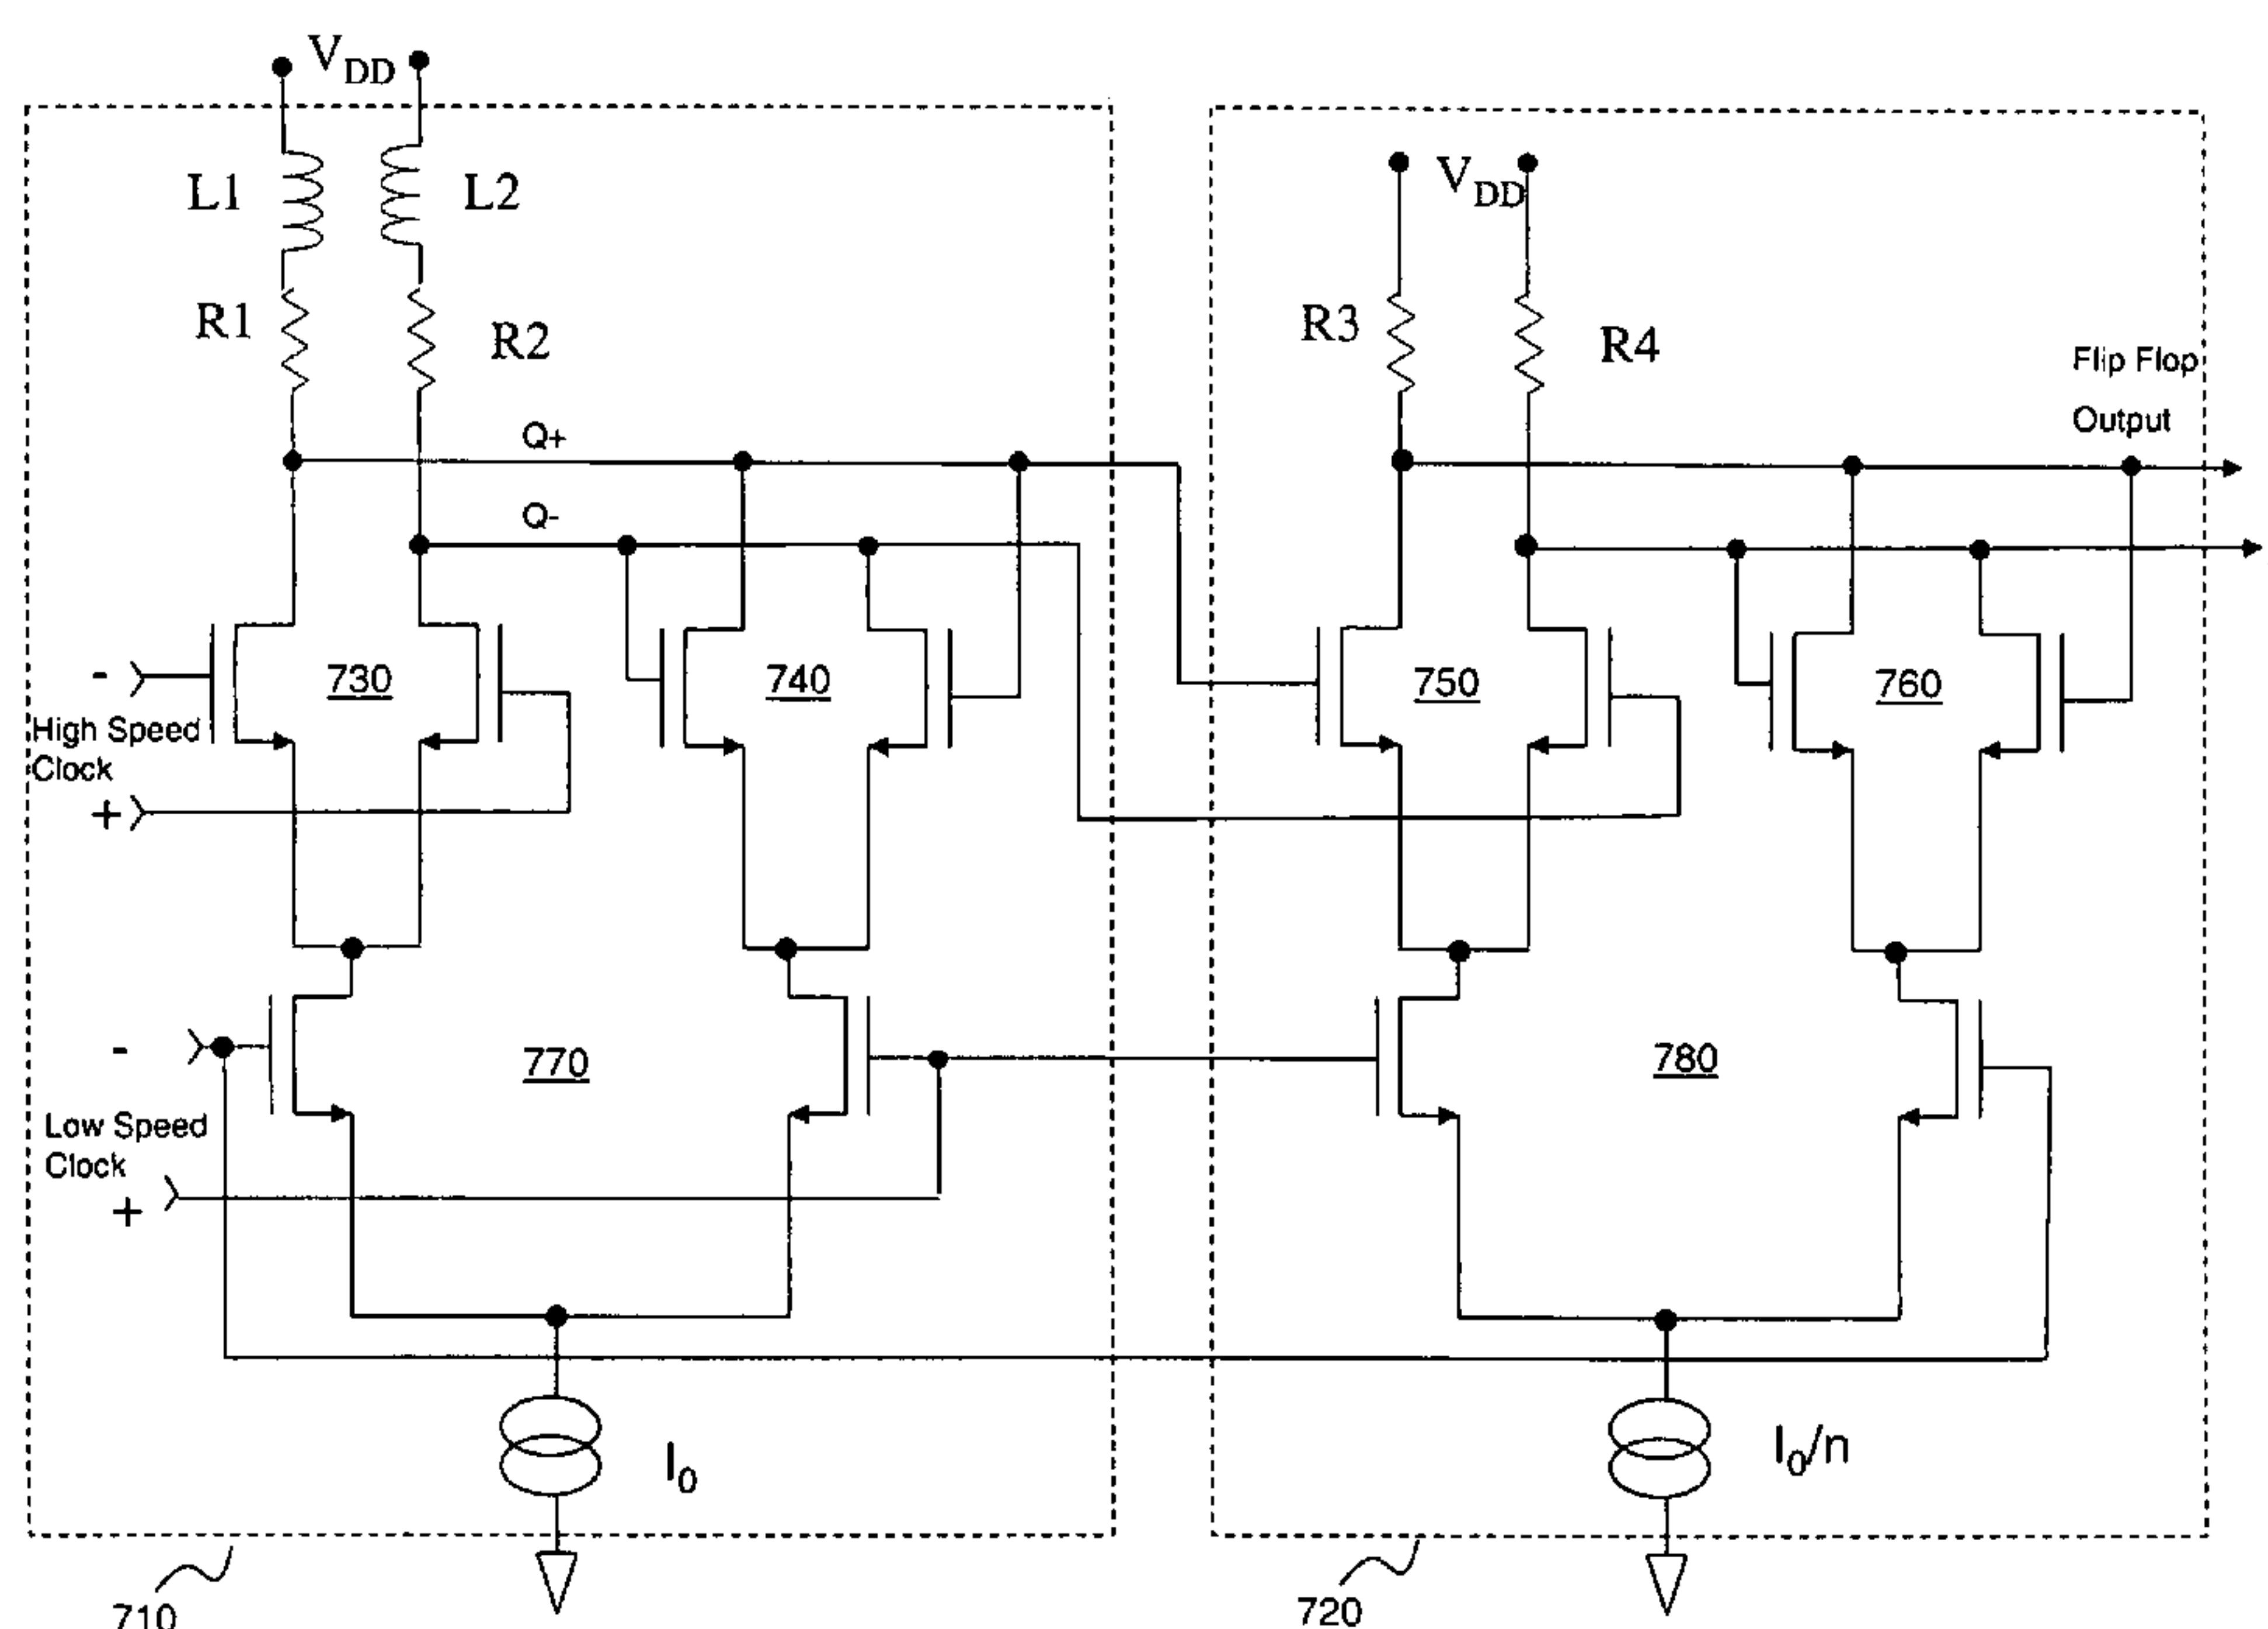 VDD
L1
L2
R1
R2
Q+
Q-
-
730
740
High Speed
Clock
+
-
770
Low Speed
Clock
+
I0
710
VDD
R3
R4
Flip Flop
Output
750
760
780
I0/n
720